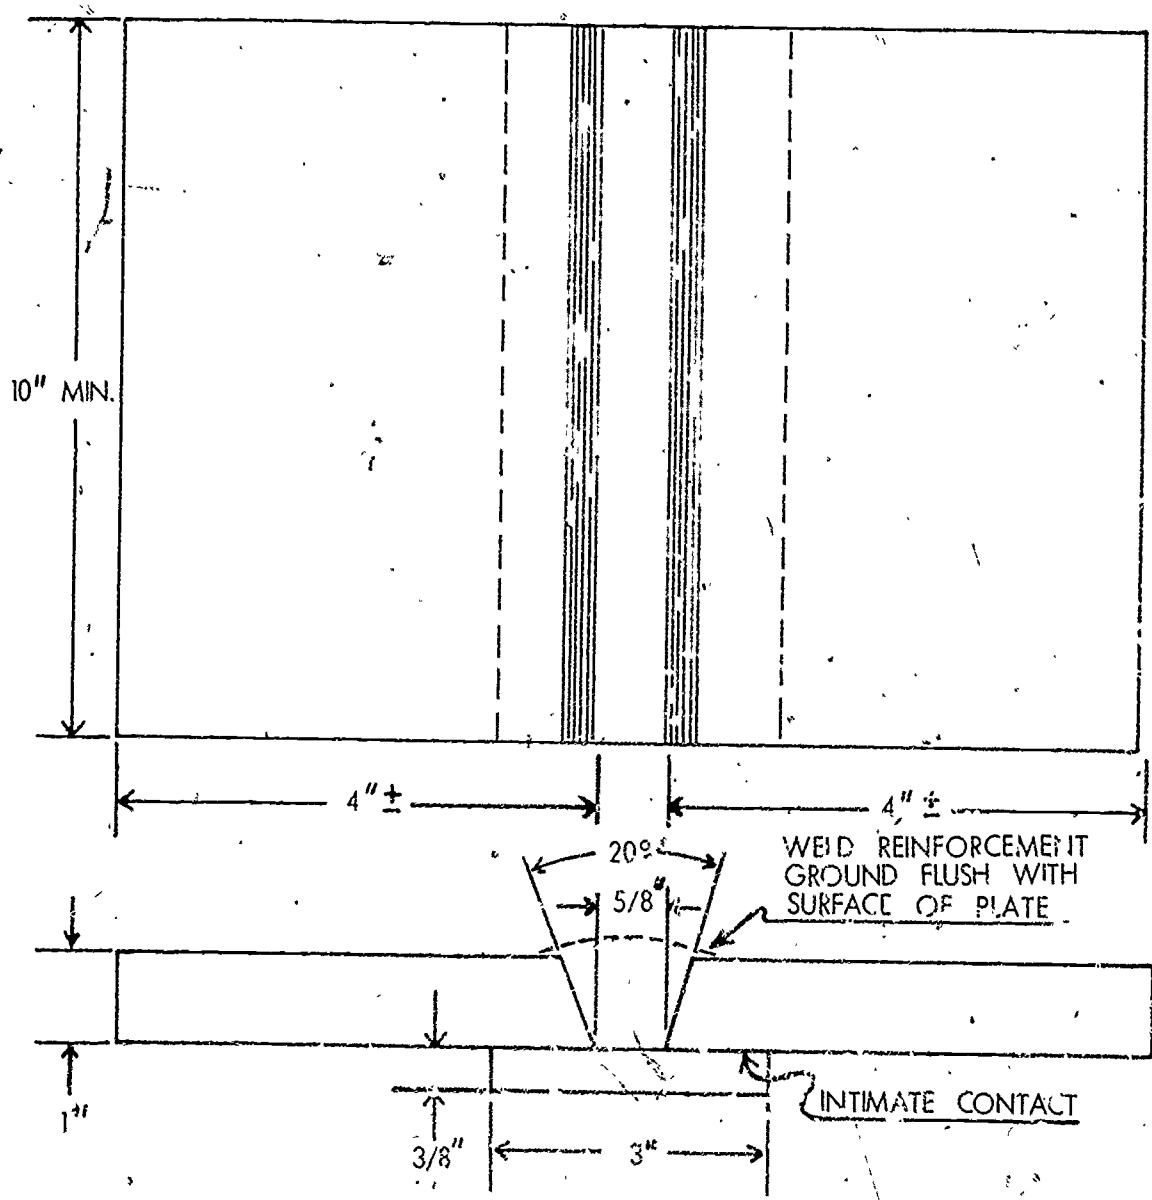 10" MIN.
4" ±
4" ±
20°
5/8"
WELD REINFORCEMENT
GROUND FLUSH WITH
SURFACE OF PLATE
1"
INTIMATE CONTACT
3/8"
3"